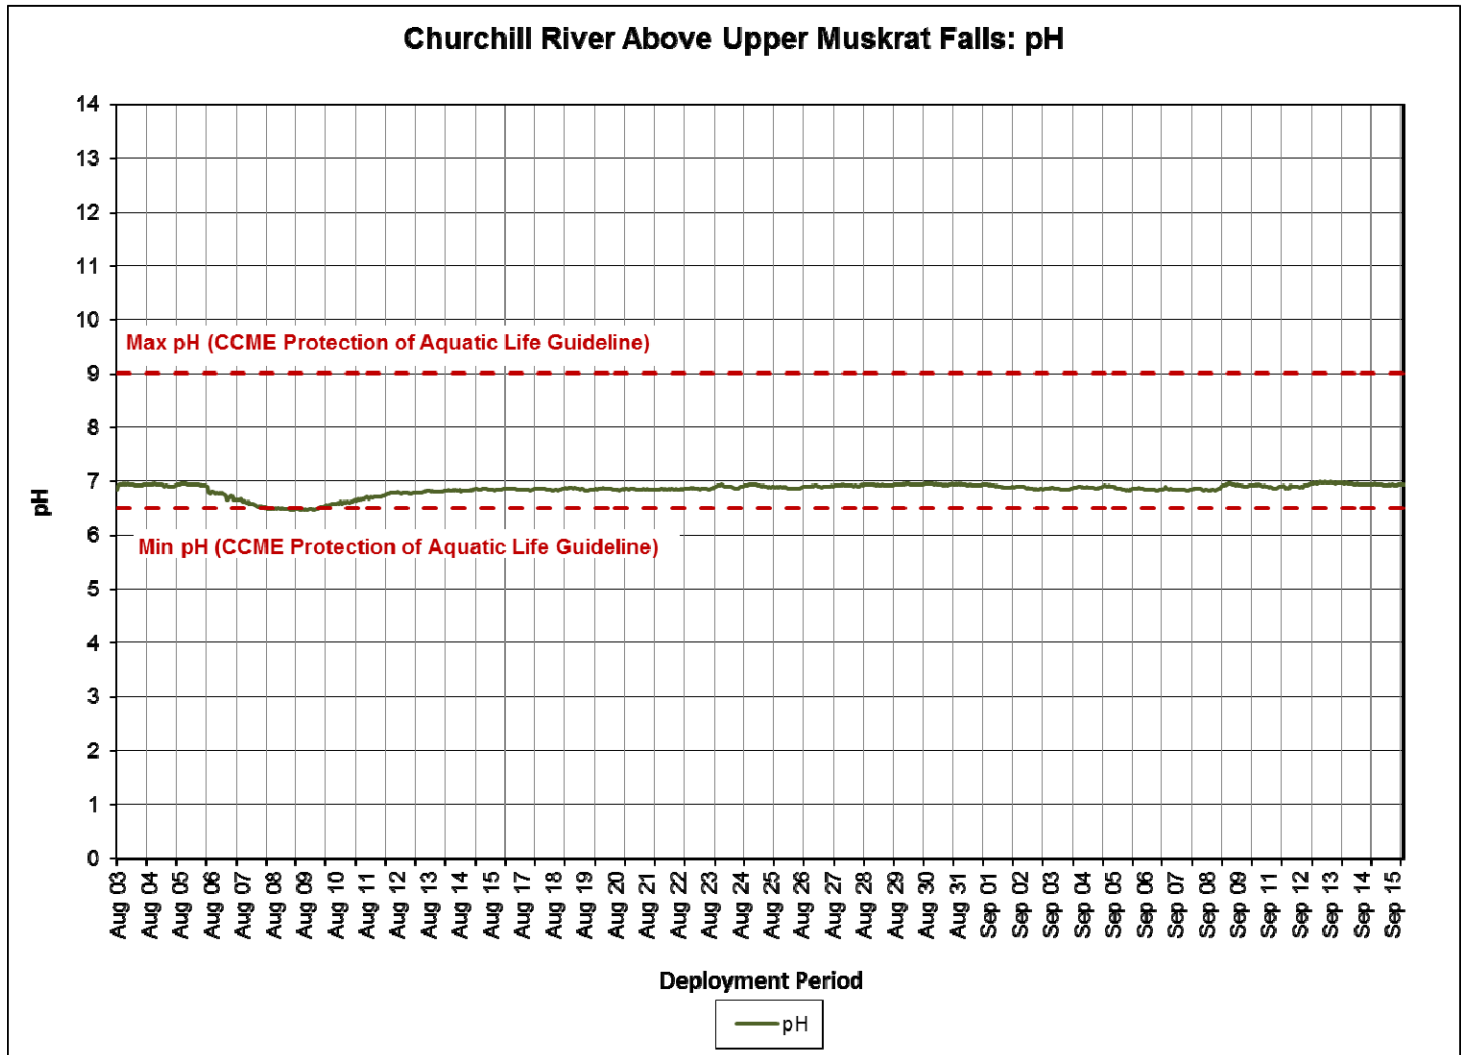 Churchill River Above Upper Muskrat Falls: pH
14
13
12
11
10
Max pH (CCME Protection of Aquatic Life Guideline)
9
8
7
6
Min pH (CCME Protection of Aquatic Life Guideline)
5
4
3
2
1
0
pH
Aug 03
Aug 04
Aug 05
Aug 06
Aug 07
Aug 08
Aug 09
Aug 10
Aug 11
Aug 12
Aug 13
Aug 14
Aug 15
Aug 17
Aug 18
Aug 19
Aug 20
Aug 21
Aug 22
Aug 23
Aug 24
Aug 25
Aug 26
Aug 27
Aug 28
Aug 29
Aug 30
Aug 31
Sep 01
Sep 02
Sep 03
Sep 04
Sep 05
Sep 06
Sep 07
Sep 08
Sep 09
Sep 11
Sep 12
Sep 13
Sep 14
Sep 15
Deployment Period
pH